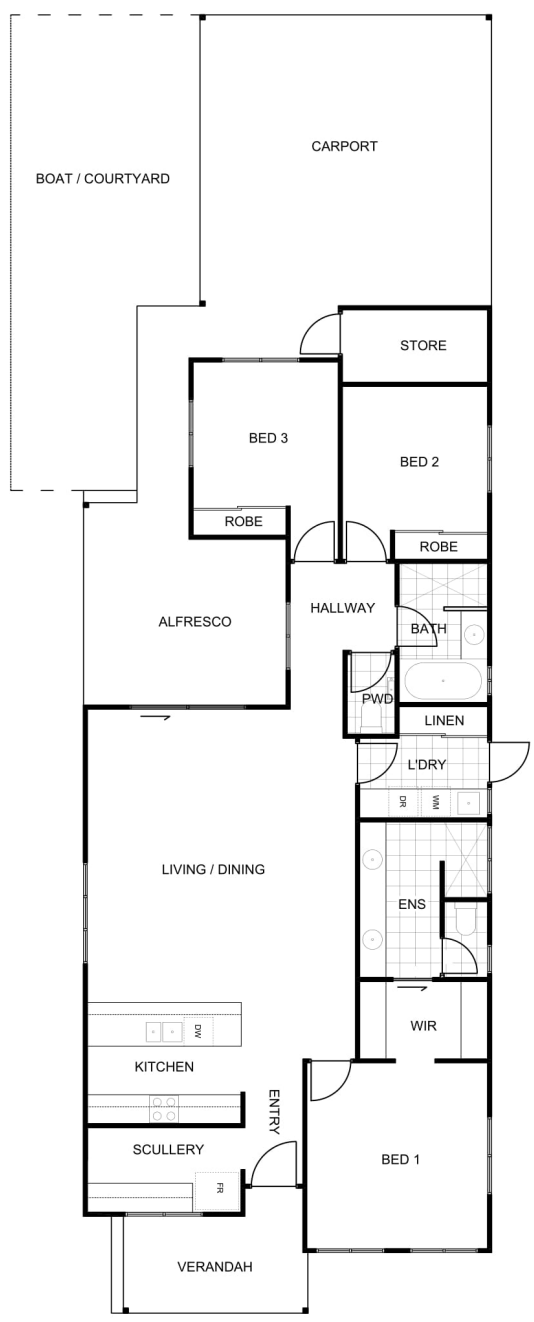 CARPORT
BOAT / COURTYARD
STORE
BED 3
BED 2
ROBE
ROBE
HALLWAY
ALFRESCO
BATH
PWD
LINEN
L'DRY
DR
WM
LIVING / DINING
ENS
WIR
DW
KITCHEN
ENTRY
SCULLERY
BED 1
FR
VERANDAH